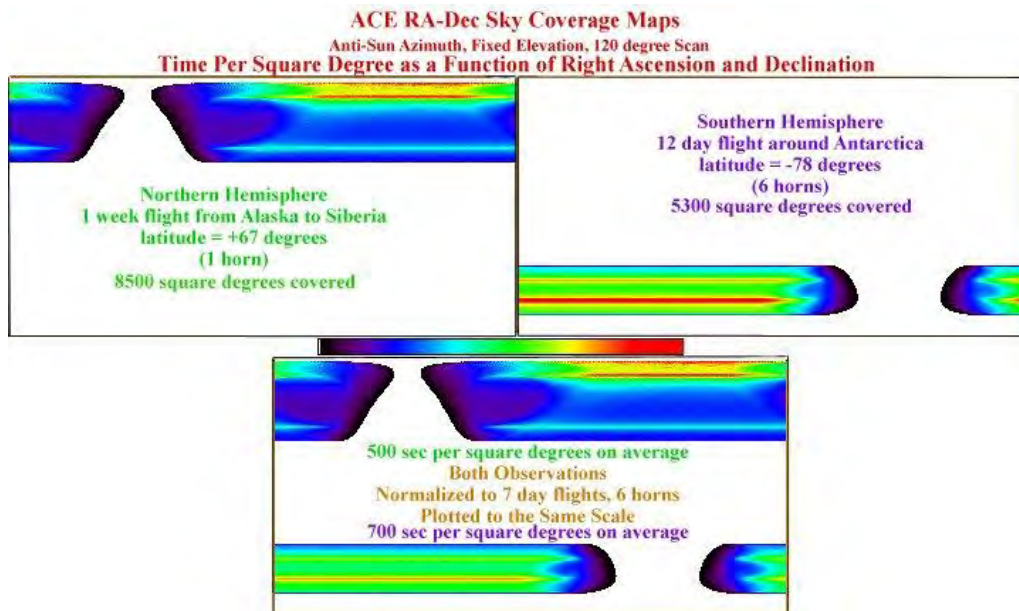 ACE RA-Dec Sky Coverage Maps
Anti-Sun Azimuth, Fixed Elevation, 120 degree Scan
Time Per Square Degree as a Function of Right Ascension and Declination
Northern Hemisphere
1 week flight from Alaska to Siberia
latitude = +67 degrees
(1 horn)
8500 square degrees covered
Southern Hemisphere
12 day flight around Antarctica
latitude = -78 degrees
(6 horns)
5300 square degrees covered
500 sec per square degrees on average
Both Observations
Normalized to 7 day flights, 6 horns
Plotted to the Same Scale
700 sec per square degrees on average